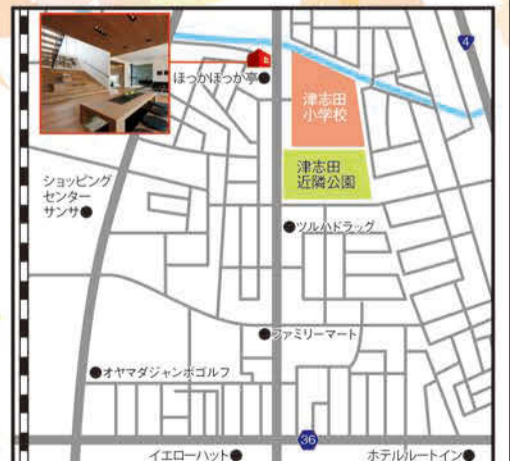 4
ほっかほっか亭
津志田
小学校
津志田
近隣公園
ショッピング
センター
サンサ
ツルハドラッグ
ファミリーマート
オヤマダジャンボゴルフ
36
イエローハット
ホテルルートイン